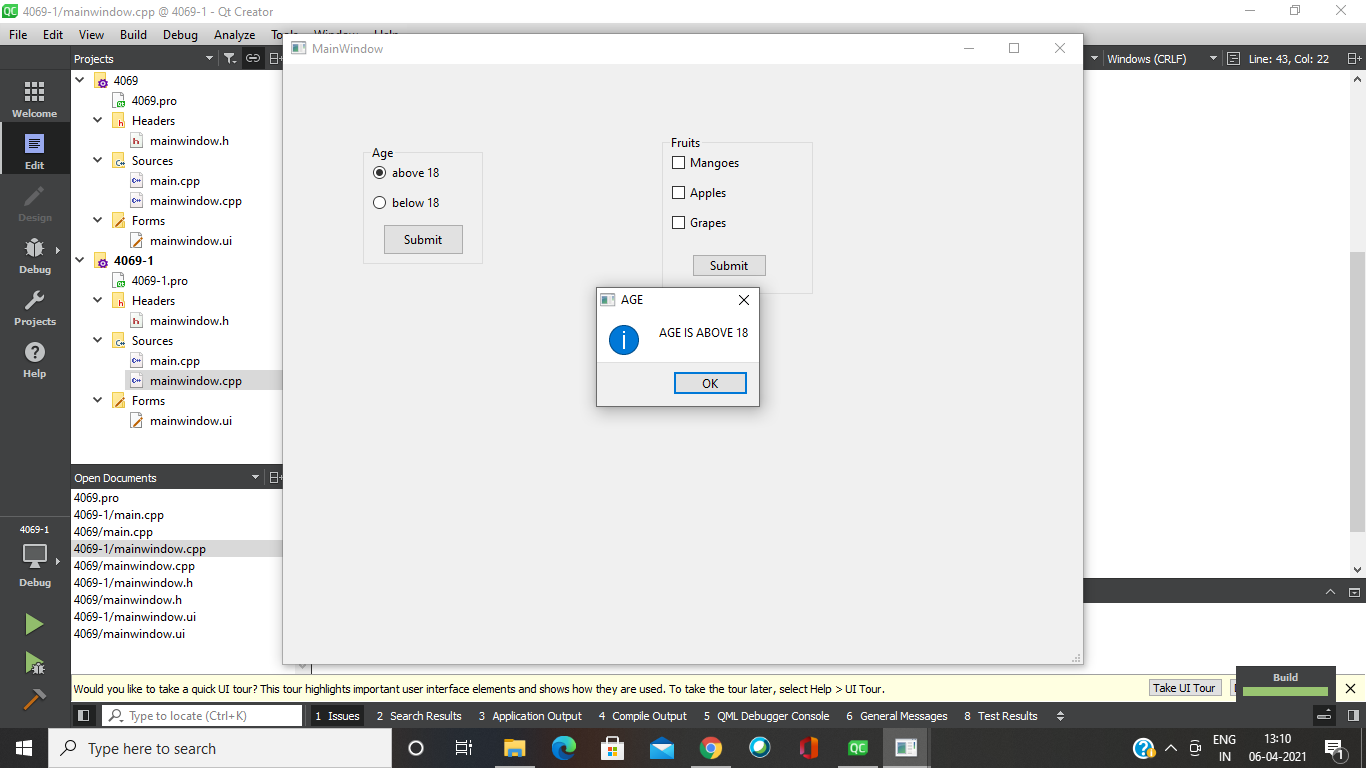 4069-1/mainwindow.cpp @ 4069-1 - Qt Creator
File Edit View Build Debug Analyze
MainWindow
Projects
Windows (CRLF) Line: 43, Col: 22
Welcome
Edit
Design
Debug
Projects
Help
4069
4069.pro
Headers
mainwindow.h
Sources
main.cpp
mainwindow.cpp
Forms
mainwindow.ui
4069-1
4069-1.pro
Headers
mainwindow.h
Sources
main.cpp
mainwindow.cpp
Forms
mainwindow.ui
Age
above 18
below 18
Submit
Fruits
Mangoes
Apples
Grapes
Submit
AGE
AGE IS ABOVE 18
OK
Open Documents
4069.pro
4069-1/main.cpp
4069/main.cpp
4069-1/mainwindow.cpp
4069/mainwindow.cpp
4069-1/mainwindow.h
4069/mainwindow.h
4069-1/mainwindow.ui
4069/mainwindow.ui
4069-1
Debug
Would you like to take a quick UI tour? This tour highlights important user interface elements and shows how they are used. To take the tour later, select Help > UI Tour.
Take UI Tour
Build
Type to locate (Ctrl+K)
1 Issues 2 Search Results 3 Application Output 4 Compile Output 5 QML Debugger Console 6 General Messages 8 Test Results
Type here to search
ENG
IN
13:10
06-04-2021
1